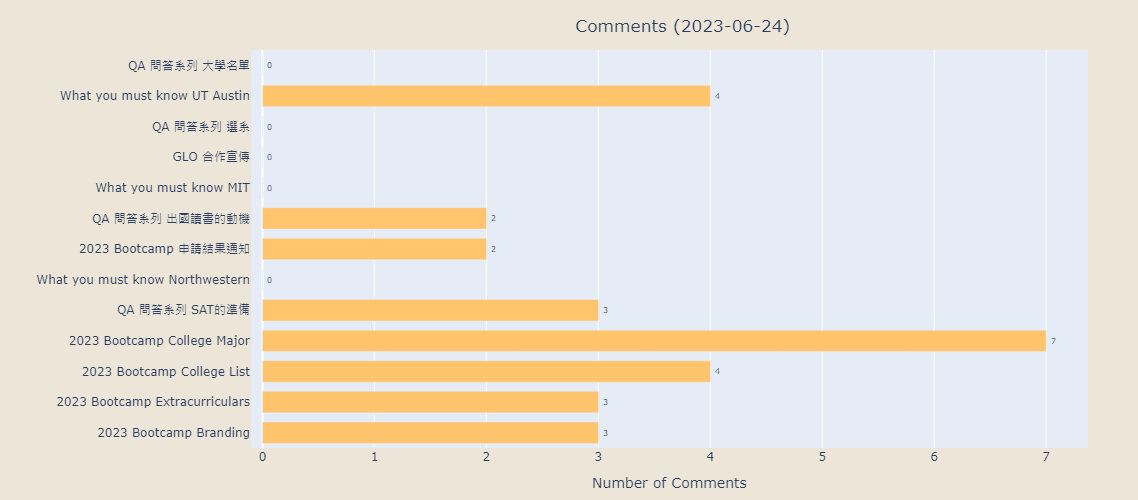 Comments (2023-06-24)
QA 問答系列 大學名單 0
What you must know UT Austin 4
QA 問答系列 選系 0
GLO 合作宣傳 0
What you must know MIT 0
QA 問答系列 出國讀書的動機 2
2023 Bootcamp 申請結果通知 2
What you must know Northwestern 0
QA 問答系列 SAT的準備 3
2023 Bootcamp College Major 7
2023 Bootcamp College List 4
2023 Bootcamp Extracurriculars 3
2023 Bootcamp Branding 3
0 1 2 3 4 5 6 7
Number of Comments